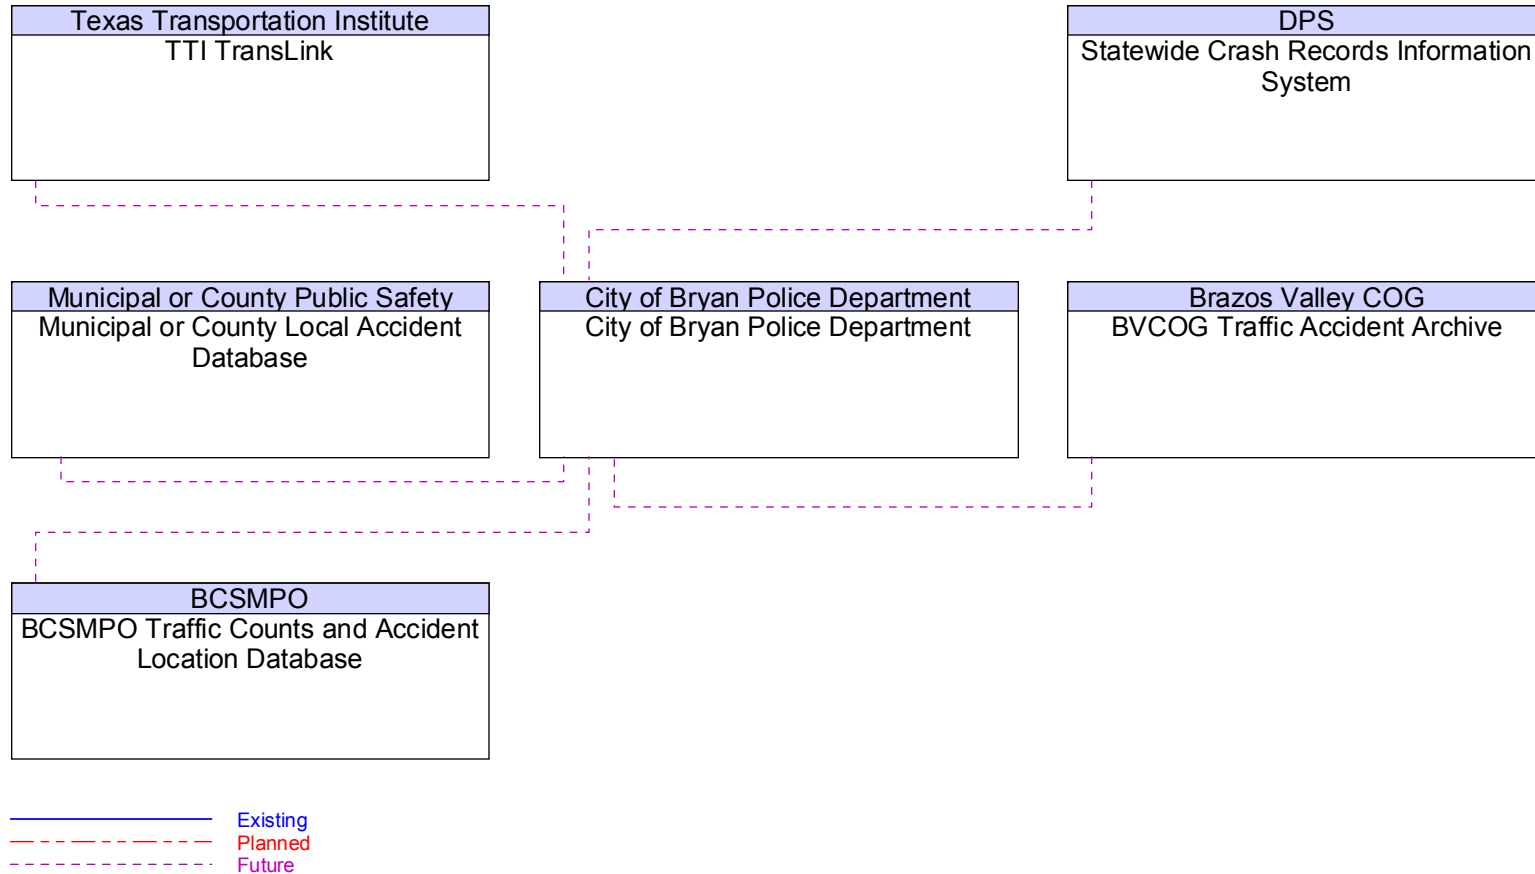 Texas Transportation Institute
TTI TransLink
DPS
Statewide Crash Records Information
System
Municipal or County Public Safety
Municipal or County Local Accident
Database
City of Bryan Police Department
City of Bryan Police Department
Brazos Valley COG
BVCOG Traffic Accident Archive
BCSMPO
BCSMPO Traffic Counts and Accident
Location Database
Existing
Planned
Future